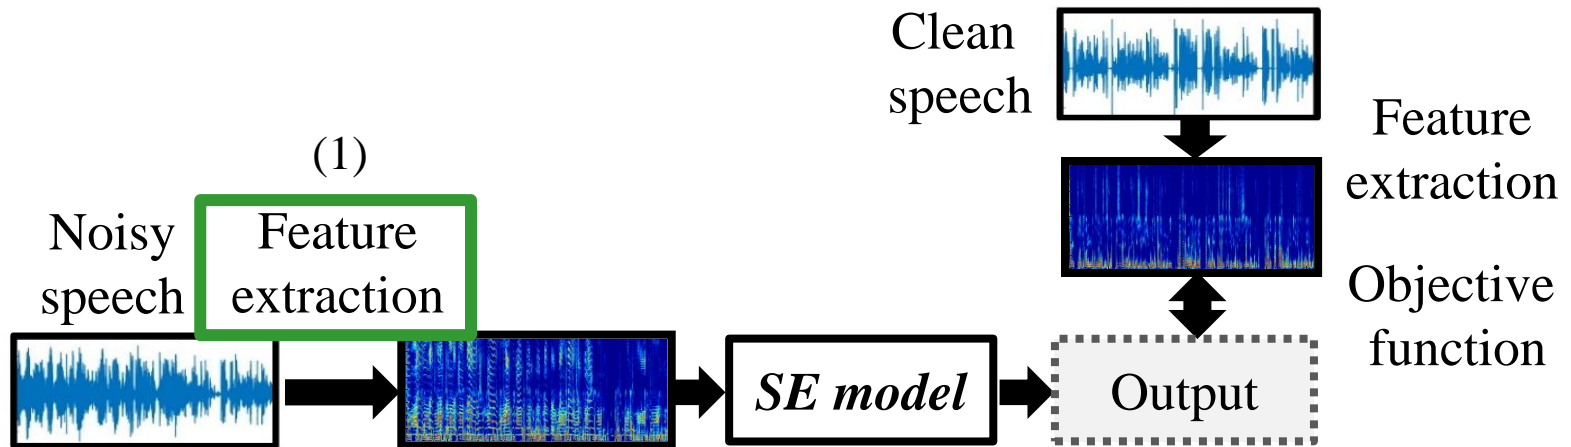 Clean
speech
Feature
extraction
(1)
Noisy
speech
Feature
extraction
Objective
function
SE model
Output